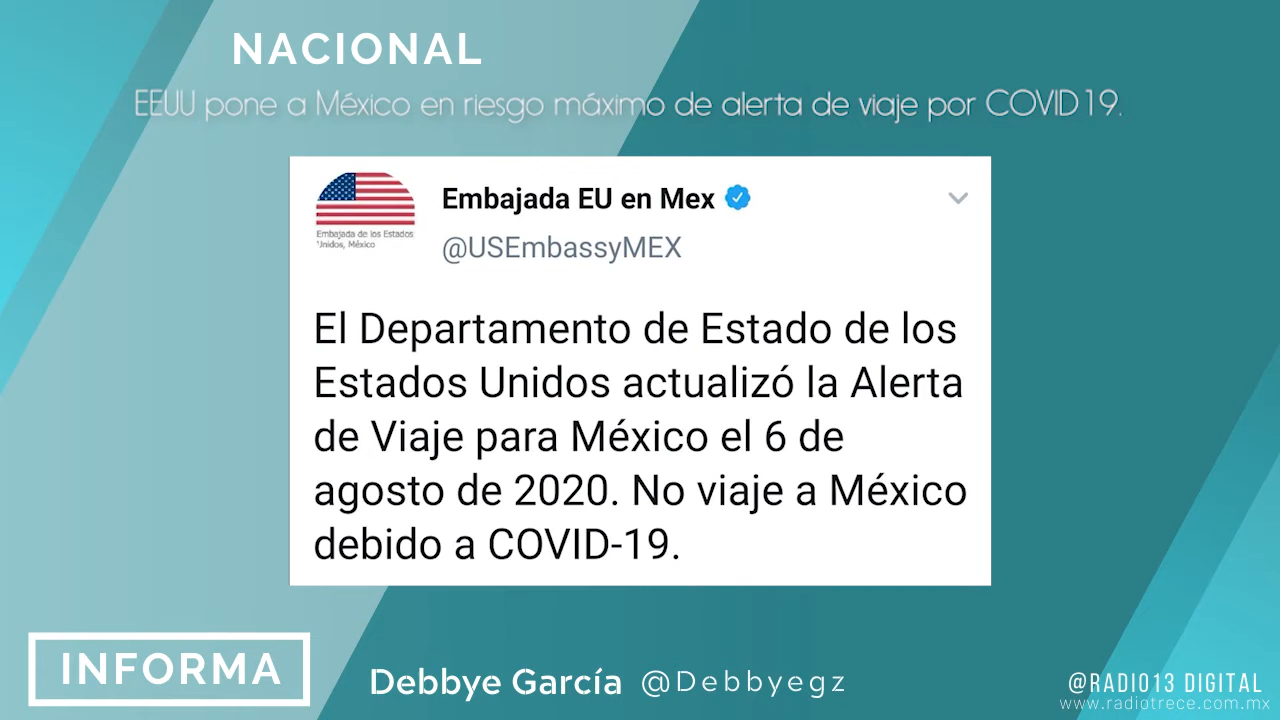 NACIONAL
EEUU pone a México en riesgo máximo de alerta de viaje por COVID19.
Embajada EU en Mex
@USEmbassyMEX
Embajada de los Estados
Unidos, México
El Departamento de Estado de los
Estados Unidos actualizó la Alerta
de Viaje para México el 6 de
agosto de 2020. No viaje a México
debido a COVID-19.
INFORMA
Debbye García @Debbyegz
@RADIO13 DIGITAL
www.radiotrece.com.mx